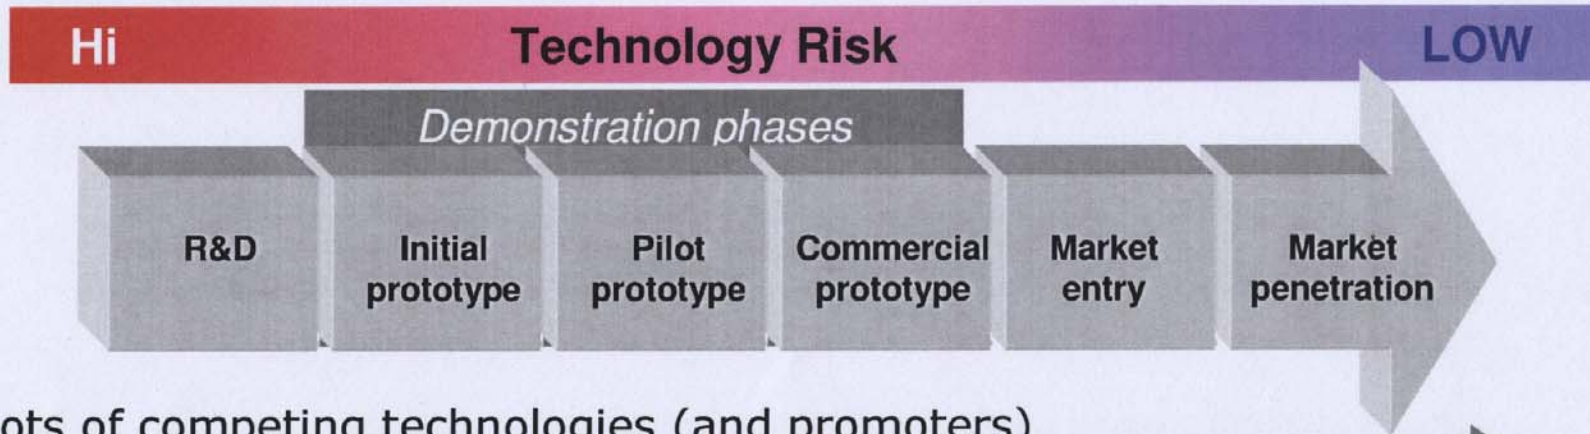 Hi Technology Risk LOW
Demonstration phases
R&D
Initial
prototype
Pilot
prototype
Commercial
prototype
Market
entry
Market
penetration
ots of competing technologies (and promoters)